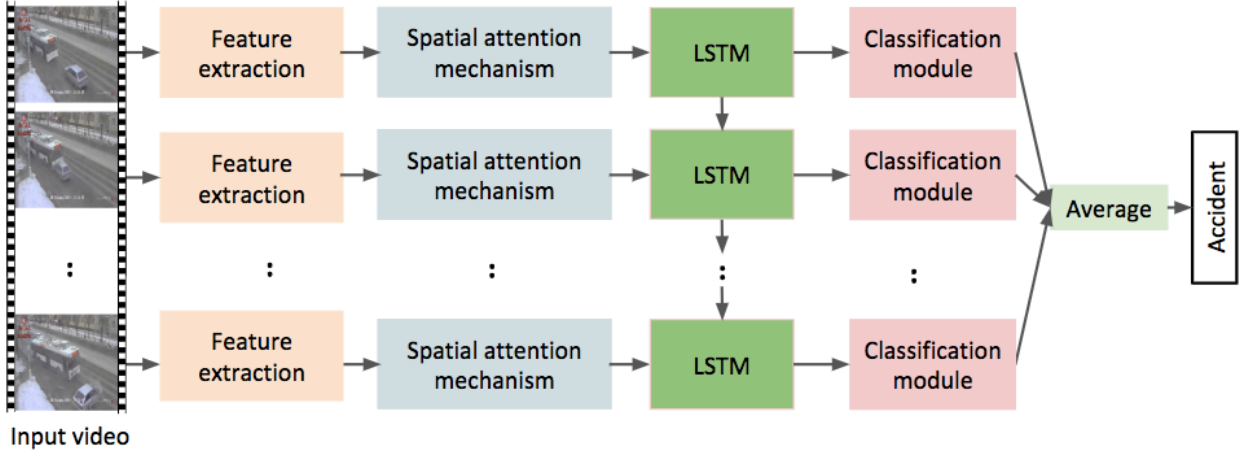 Feature
extraction
Spatial attention
mechanism
LSTM
Classification
module
Feature
extraction
Spatial attention
mechanism
LSTM
Classification
module
Average
Accident
:
:
:
:
:
Feature
extraction
Spatial attention
mechanism
LSTM
Classification
module
Input video